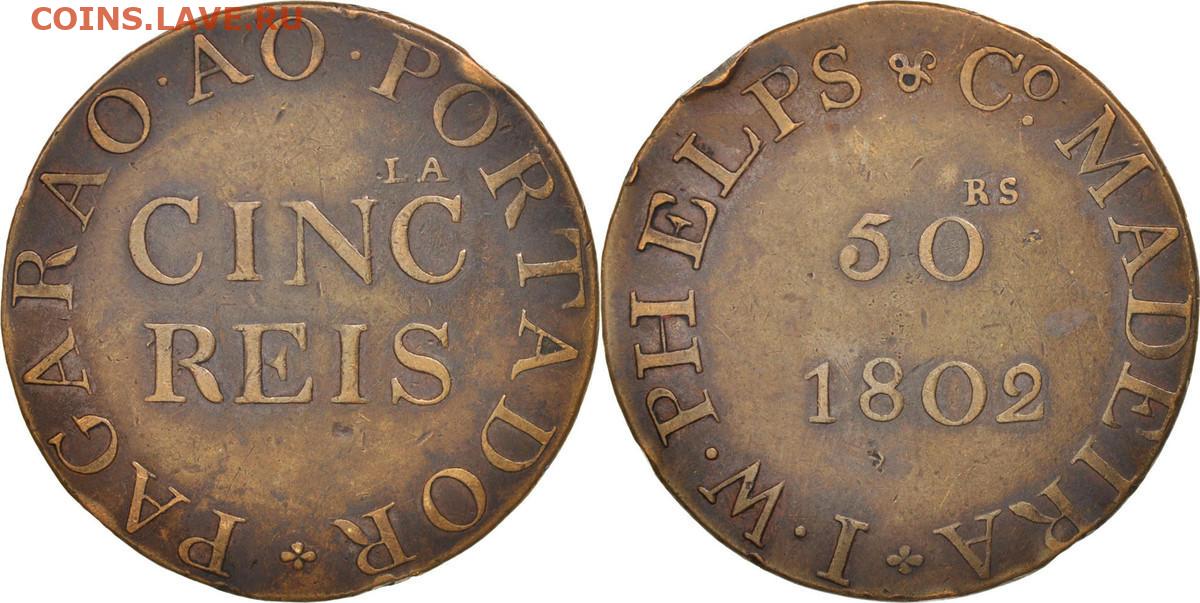 COINS.LAVE.RU
PAGARAO · AO · PORTADOR
LA
CINC
REIS
I · W · PHELPS & Co. MADEIRA
RS
50
1802